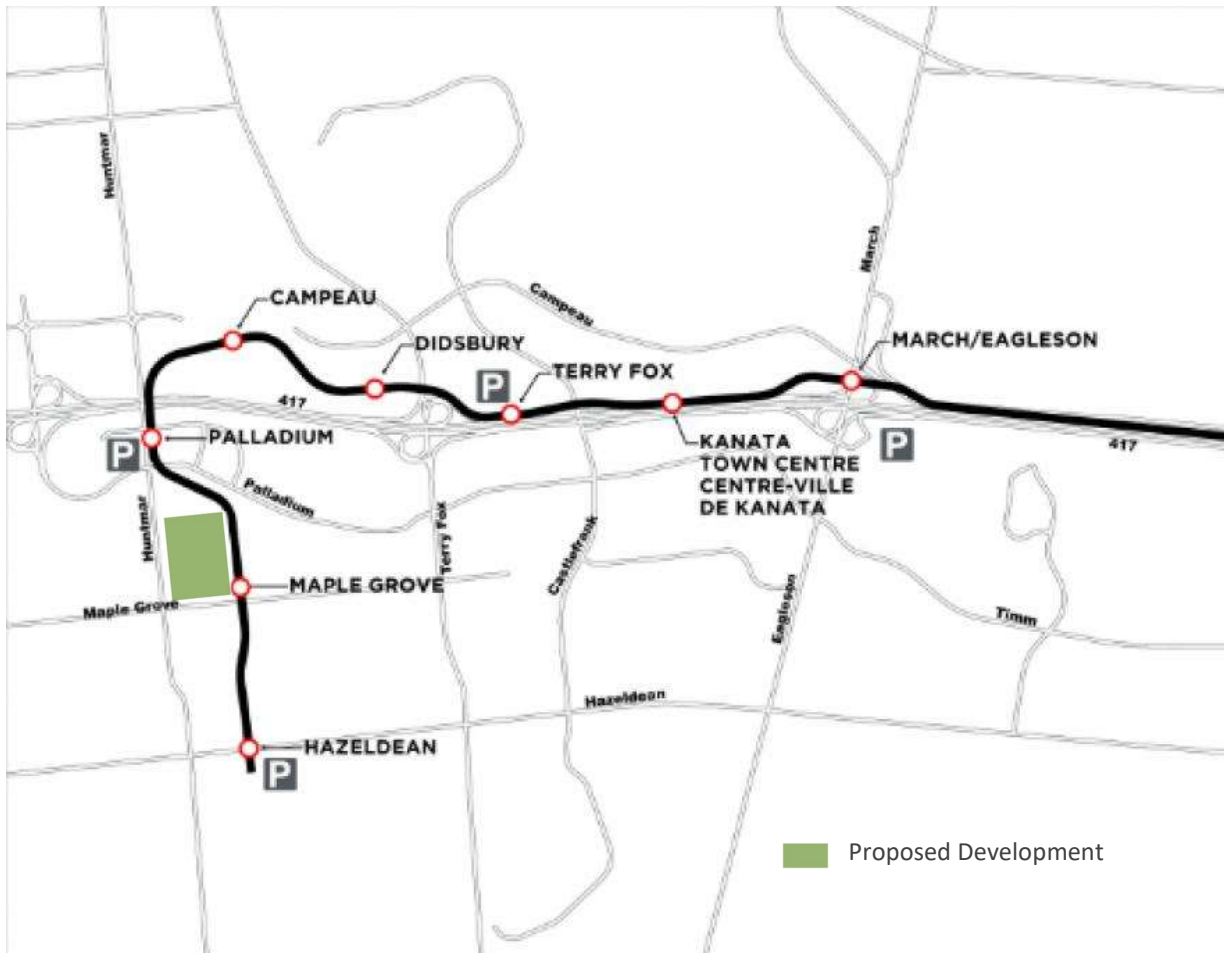 Huntmar
March
Campeau
CAMPEAU
DIDSBURY
MARCH/EAGLESON
P
TERRY FOX
417
PALLADIUM
P
KANATA
TOWN CENTRE
CENTRE-VILLE
DE KANATA
P
417
Palladium
Huntmar
Terry Fox
Castlefrank
MAPLE GROVE
Maple Grove
Eagleson
Timm
Hazeldean
HAZELDEAN
P
Proposed Development